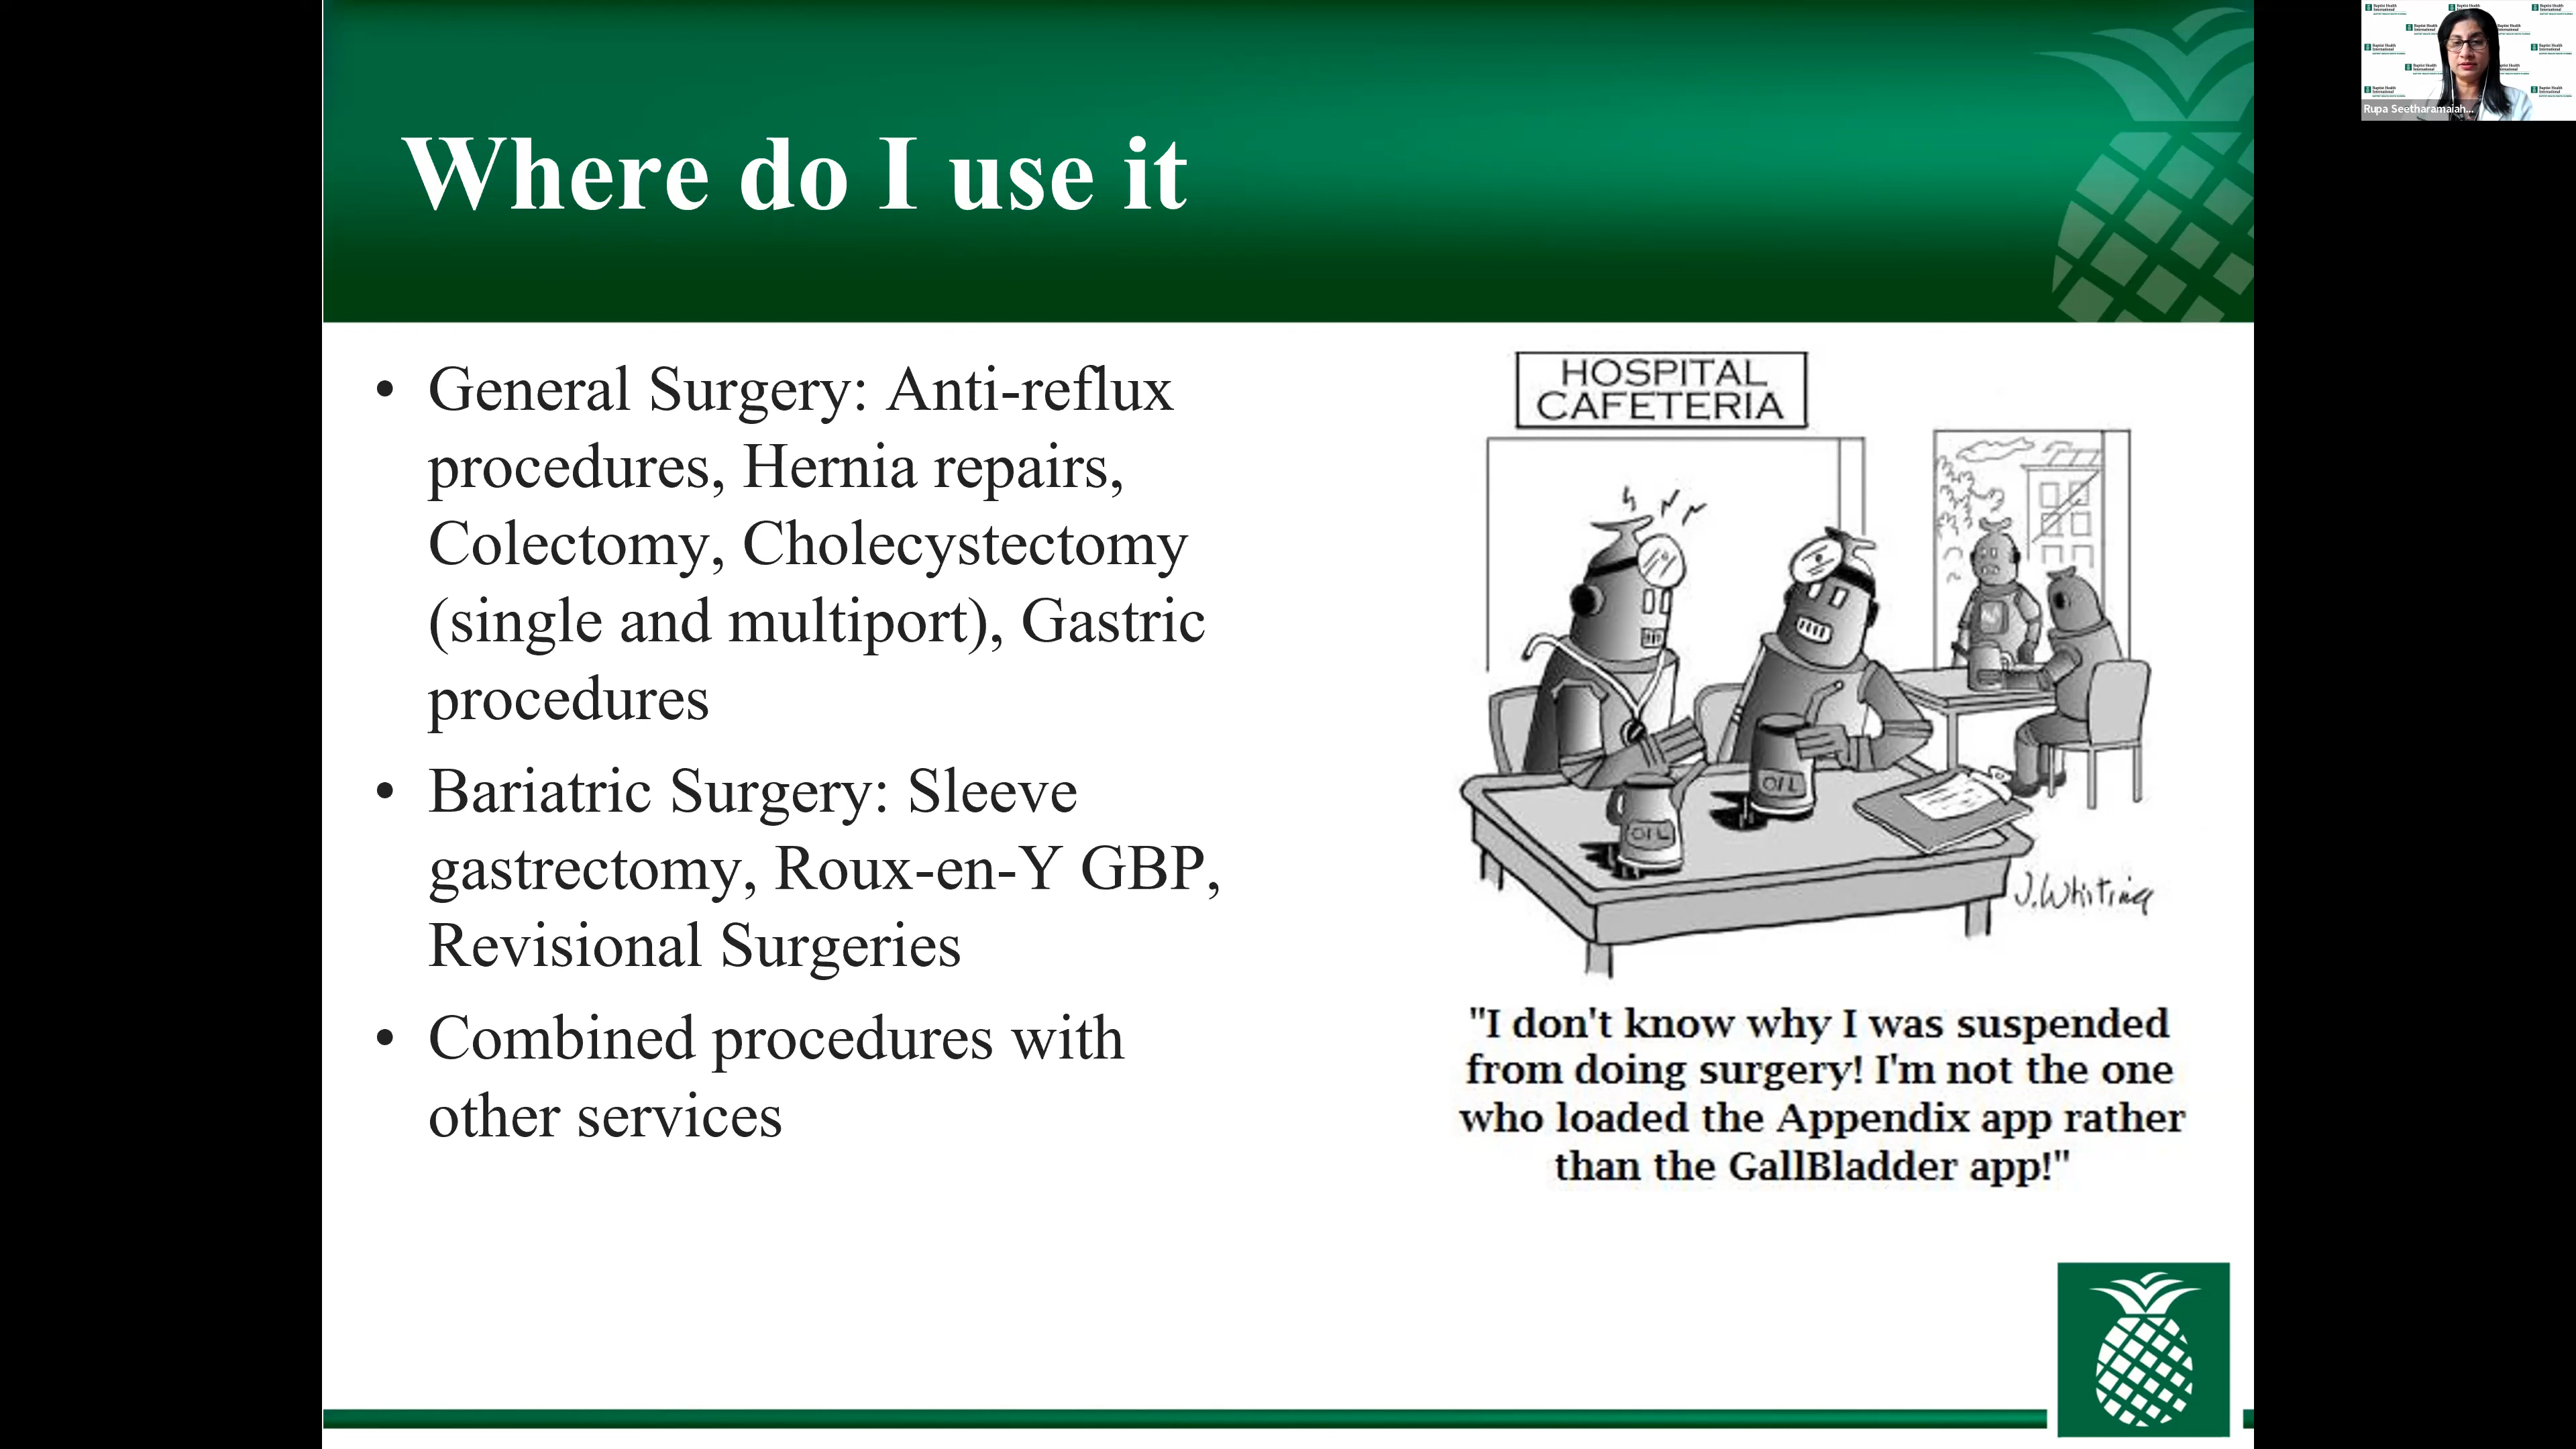 Where do I use it
• General Surgery: Anti-reflux
procedures, Hernia repairs,
Colectomy, Cholecystectomy
(single and multiport), Gastric
procedures
• Bariatric Surgery: Sleeve
gastrectomy, Roux-en-Y GBP,
Revisional Surgeries
• Combined procedures with
other services
HOSPITAL
CAFETERIA
OIL
OIL
J. Whiting
"I don't know why I was suspended
from doing surgery! I'm not the one
who loaded the Appendix app rather
than the GallBladder app!"
Baptist Health
International
Rupa Seetharamaiah...